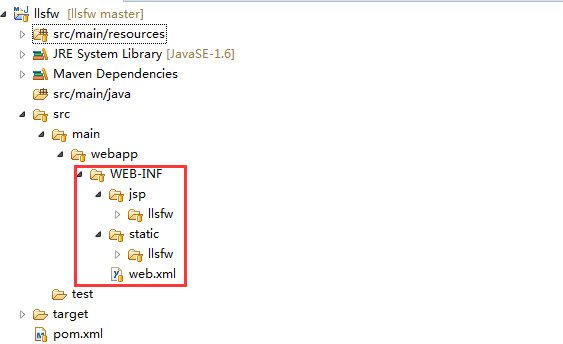 llsfw [llsfw master]
src/main/resources
JRE System Library [JavaSE-1.6]
Maven Dependencies
src/main/java
src
main
webapp
WEB-INF
jsp
llsfw
static
llsfw
web.xml
test
target
pom.xml